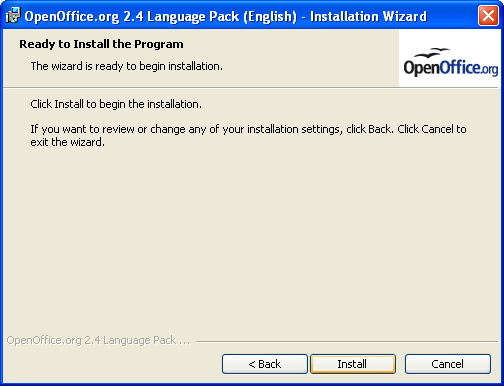 OpenOffice.org 2.4 Language Pack (English) - Installation Wizard
Ready to Install the Program
The wizard is ready to begin installation.
OpenOffice.org
Click Install to begin the installation.
If you want to review or change any of your installation settings, click Back. Click Cancel to
exit the wizard.
OpenOffice.org 2.4 Language Pack ...
< Back
Install
Cancel